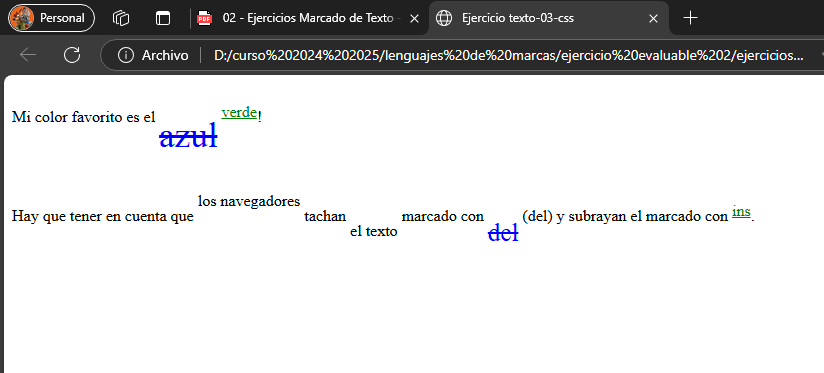 Personal
02 - Ejercicios Marcado de Texto -
Ejercicio texto-03-css
Archivo
D:/curso%202024%202025/lenguajes%20de%20marcas/ejercicio%20evaluable%202/ejercicios...
Mi color favorito es el azul verde!
Hay que tener en cuenta que los navegadores tachan el texto marcado con del (del) y subrayan el marcado con ins.